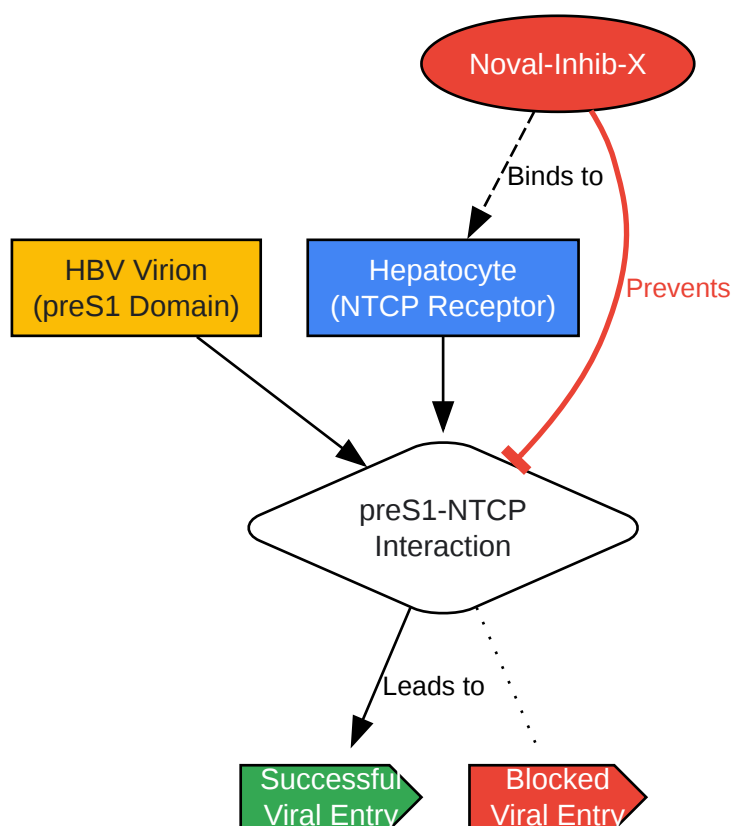 Noval-Inhib-X
Binds to
HBV Virion
(preS1 Domain)
Hepatocyte
(NTCP Receptor)
Prevents
preS1-NTCP
Interaction
Leads to
Successful
Viral Entry
Blocked
Viral Entry